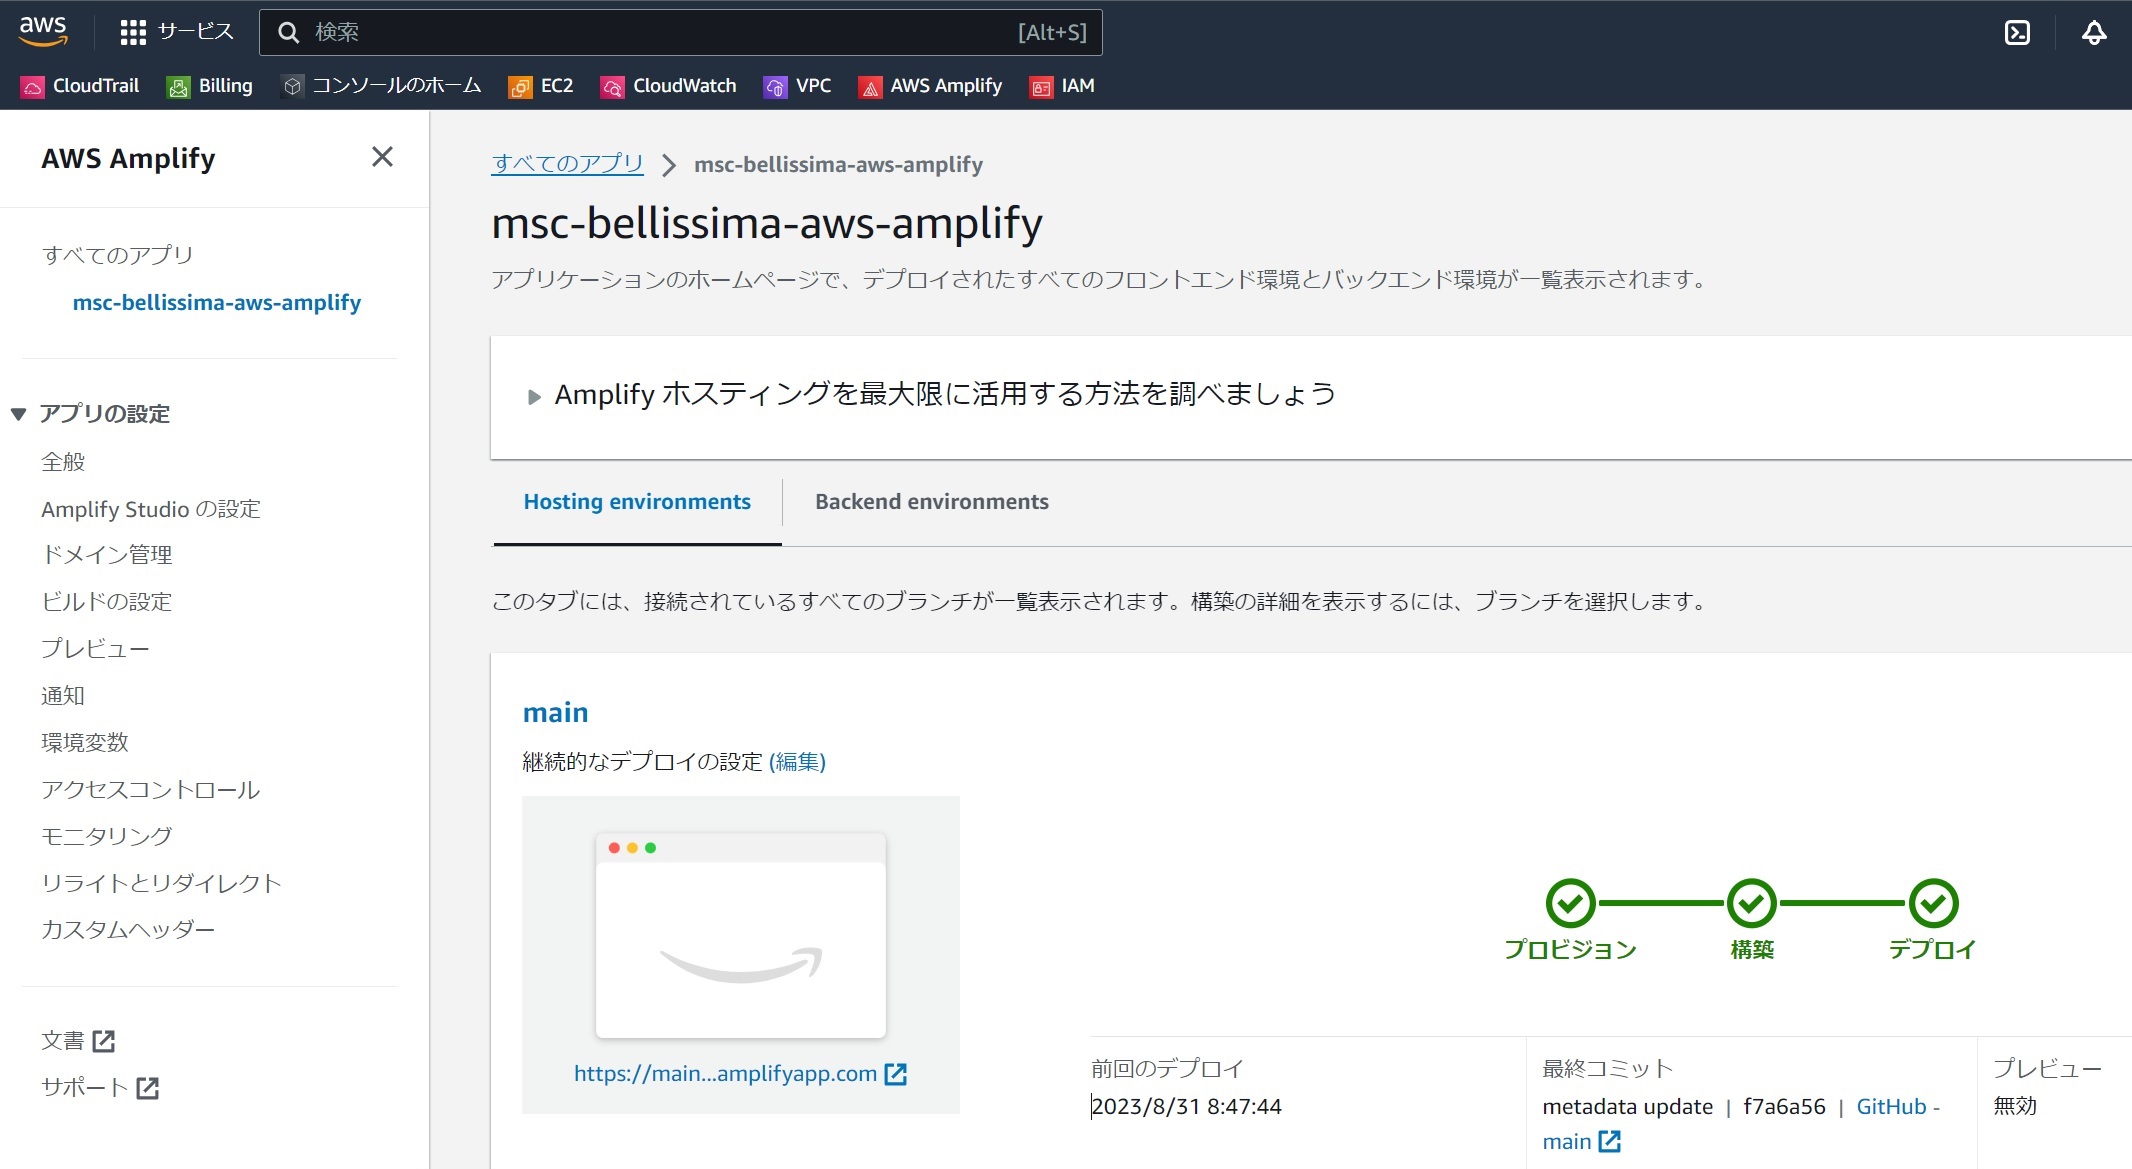 aws サービス 検索 [Alt+S]
CloudTrail Billing コンソールのホーム EC2 CloudWatch VPC AWS Amplify IAM
AWS Amplify
すべてのアプリ
msc-bellissima-aws-amplify
アプリの設定
全般
Amplify Studio の設定
ドメイン管理
ビルドの設定
プレビュー
通知
環境変数
アクセスコントロール
モニタリング
リライトとリダイレクト
カスタムヘッダー
文書
サポート
すべてのアプリ msc-bellissima-aws-amplify
msc-bellissima-aws-amplify
アプリケーションのホームページで、デプロイされたすべてのフロントエンド環境とバックエンド環境が一覧表示されます。
Amplify ホスティングを最大限に活用する方法を調べましょう
Hosting environments Backend environments
このタブには、接続されているすべてのブランチが一覧表示されます。構築の詳細を表示するには、ブランチを選択します。
main
継続的なデプロイの設定 (編集)
https://main...amplifyapp.com
プロビジョン 構築 デプロイ
前回のデプロイ
2023/8/31 8:47:44
最終コミット
metadata update | f7a6a56 | GitHub -
main
プレビュー
無効